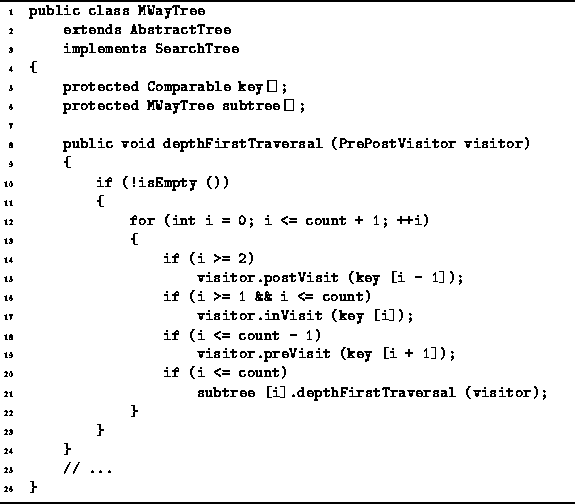 1 public class MWayTree
2 extends AbstractTree
3 implements SearchTree
4 {
5 protected Comparable key[];
6 protected MWayTree subtree[];
7
8 public void depthFirstTraversal (PrePostVisitor visitor)
9 {
10 if (!isEmpty ())
11 {
12 for (int i = 0; i <= count + 1; ++i)
13 {
14 if (i >= 2)
15 visitor.postVisit (key [i - 1]);
16 if (i >= 1 && i <= count)
17 visitor.inVisit (key [i]);
18 if (i <= count - 1)
19 visitor.preVisit (key [i + 1]);
20 if (i <= count)
21 subtree [i].depthFirstTraversal (visitor);
22 }
23 }
24 }
25 // ...
26 }